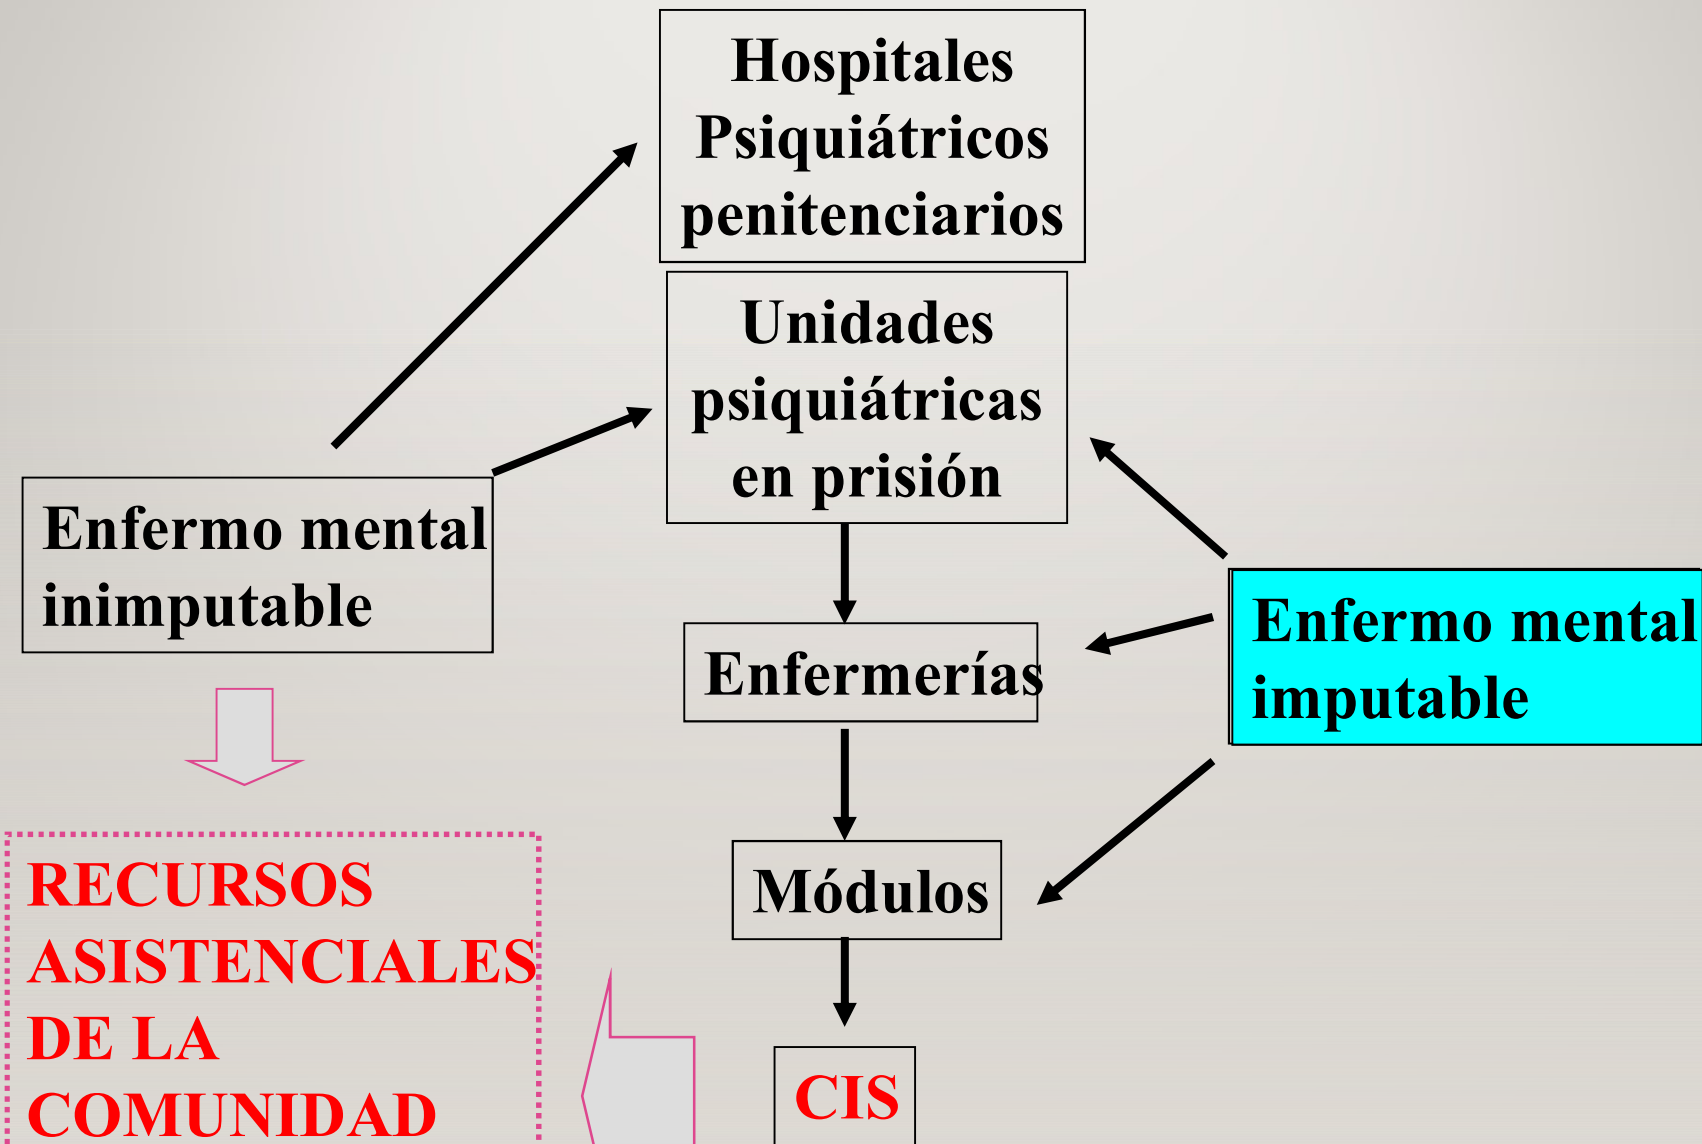 Hospitales
Psiquiátricos
penitenciarios
Unidades
psiquiátricas
en prisión
Enfermo mental
inimputable
Enfermo mental
imputable
Enfermerías
Módulos
RECURSOS
ASISTENCIALES
DE LA
COMUNIDAD
CIS